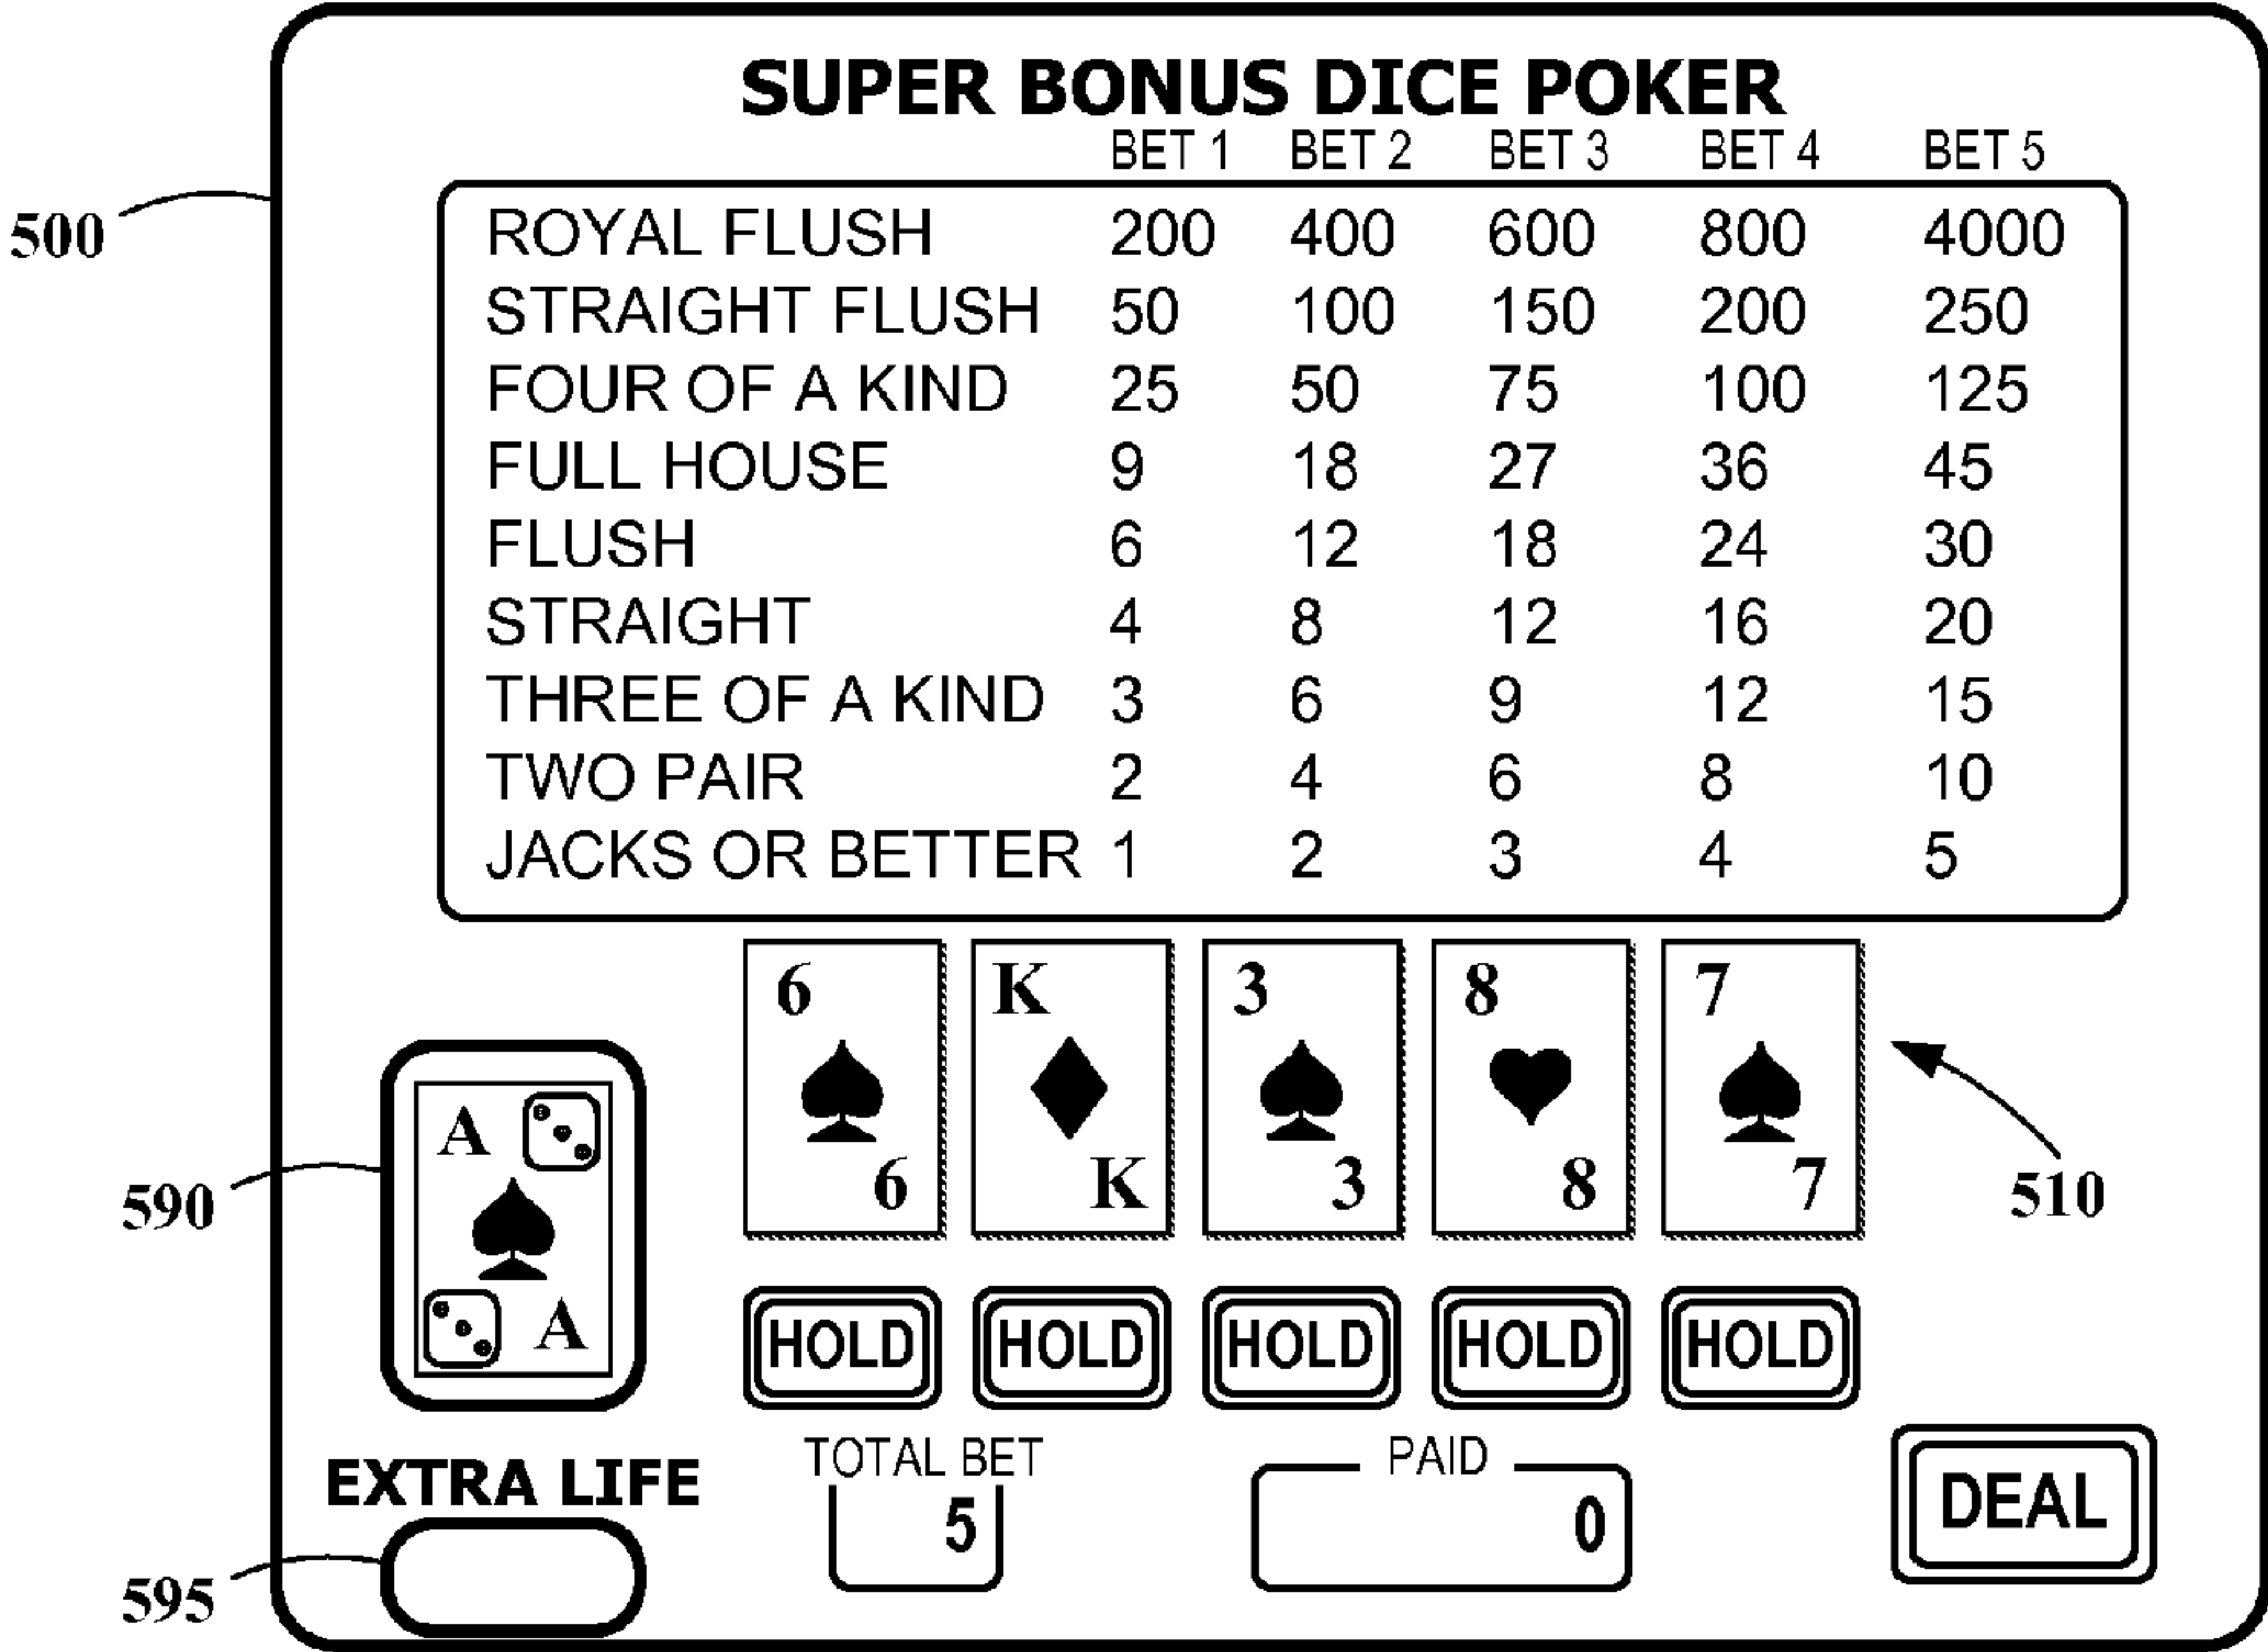 SUPER BONUS DICE POKER
BET 1 BET 2 BET 3 BET 4 BET 5
500
ROYAL FLUSH 200 400 600 800 4000
STRAIGHT FLUSH 50 100 150 200 250
FOUR OF A KIND 25 50 75 100 125
FULL HOUSE 9 18 27 36 45
FLUSH 6 12 18 24 30
STRAIGHT 4 8 12 16 20
THREE OF A KIND 3 6 9 12 15
TWO PAIR 2 4 6 8 10
JACKS OR BETTER 1 2 3 4 5
6 K 3 8 7
6 K 3 8 7
510
A
A
590
HOLD HOLD HOLD HOLD HOLD
EXTRA LIFE
595
TOTAL BET
5
PAID
0
DEAL